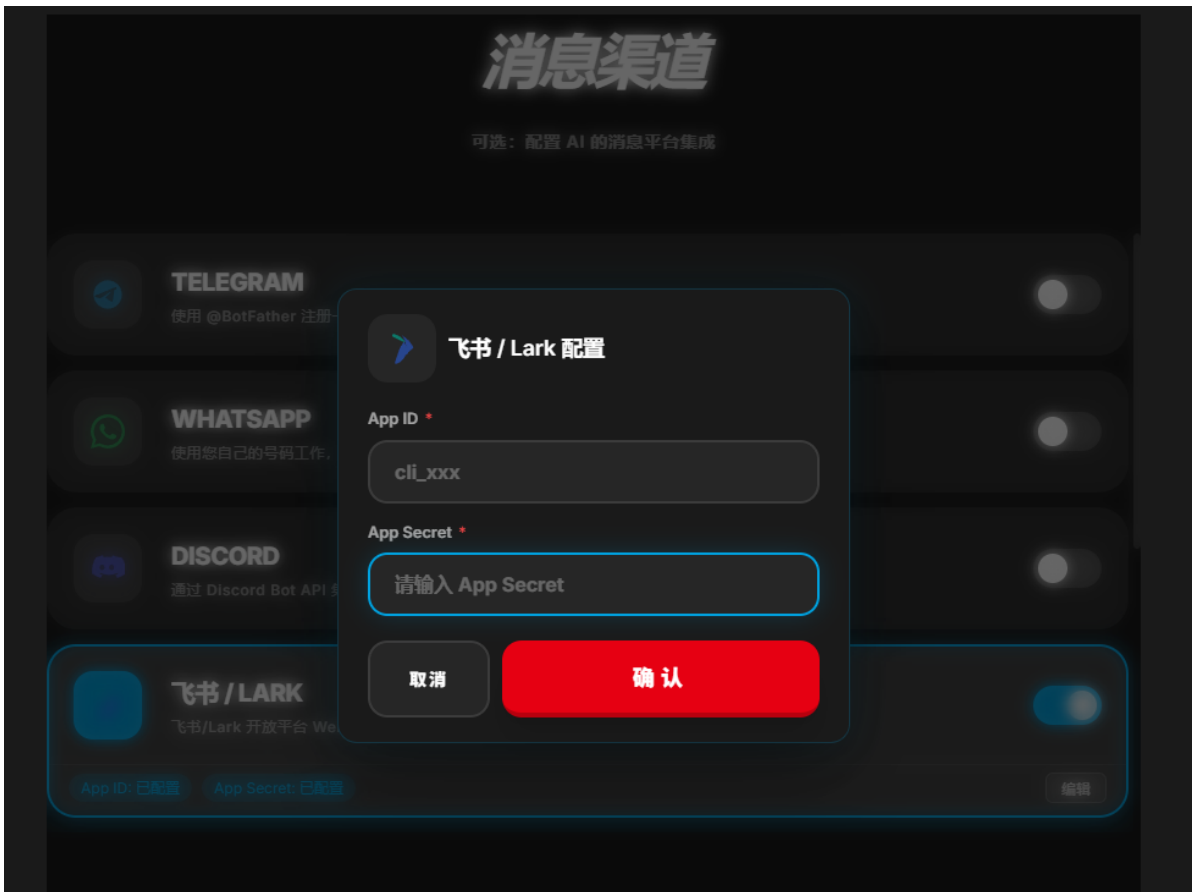 消息渠道
可选：配置 AI 的消息平台集成
TELEGRAM
使用 @BotFather 注册一
飞书 / Lark 配置
App ID *
cli_xxx
WHATSAPP
使用您自己的号码工作，
App Secret *
请输入 App Secret
DISCORD
通过 Discord Bot API
取消
确认
飞书 / LARK
飞书/Lark 开放平台
App ID: 已配置
App Secret: 已配置
编辑